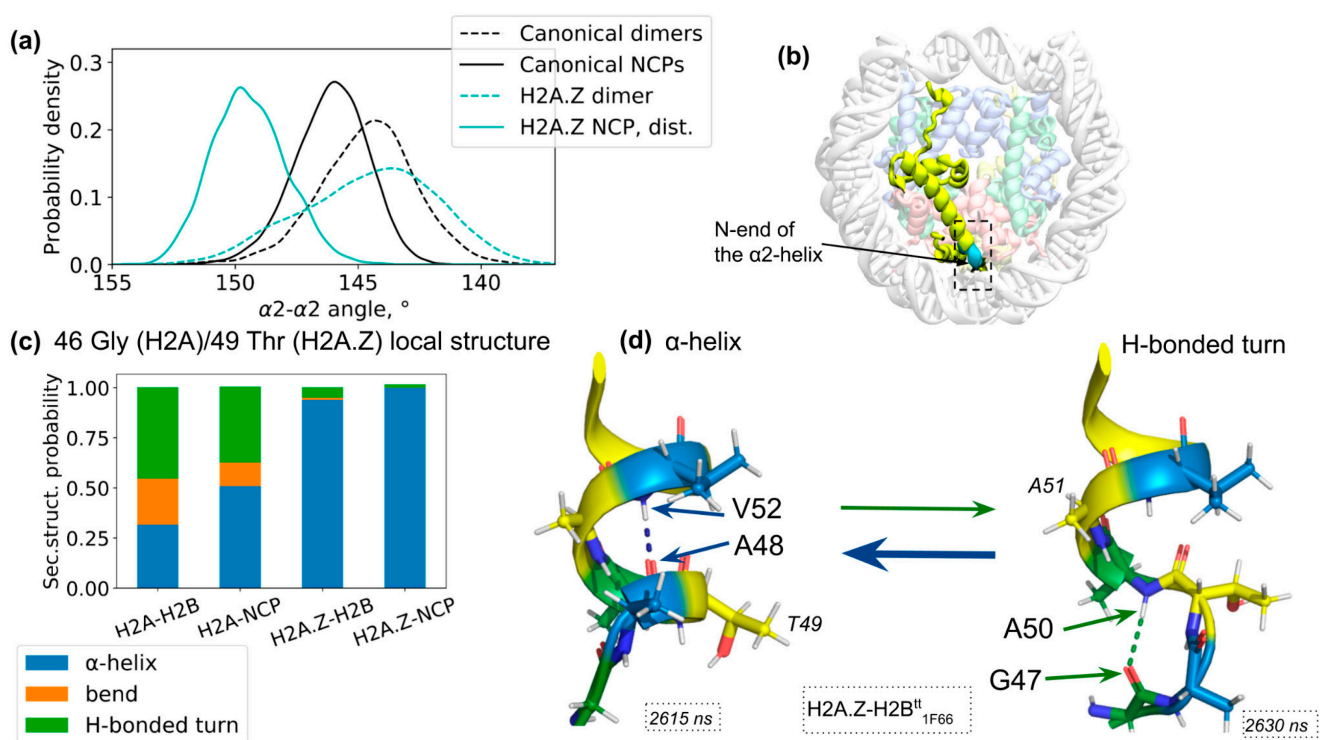 (a)
Canonical dimers
Canonical NCPs
H2A.Z dimer
H2A.Z NCP, dist.
Probability density
0.3
0.2
0.1
0.0
155
150
145
140
α2-α2 angle, °
(b)
N-end of
the α2-helix
(c) 46 Gly (H2A)/49 Thr (H2A.Z) local structure
Sec.struct. probability
1.00
0.75
0.50
0.25
0.00
H2A-H2B
H2A-NCP
H2A.Z-H2B
H2A.Z-NCP
α-helix
bend
H-bonded turn
(d) α-helix
H-bonded turn
V52
A48
T49
2615 ns
H2A.Z-H2Bᵗᵗ₁F₆₆
A51
A50
G47
2630 ns